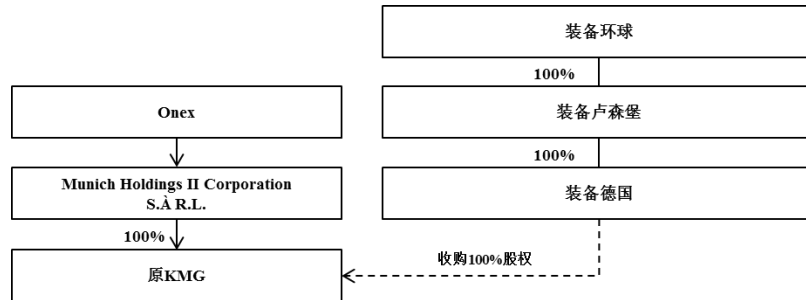 装备环球
100%
Onex
装备卢森堡
100%
Munich Holdings II Corporation
S.À R.L.
装备德国
100%
收购100%股权
原KMG